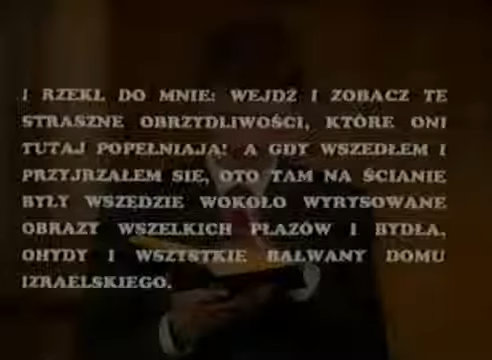 I RZEKŁ DO MNIE: WEJDŹ I ZOBACZ TE
STRASZNE OBRZYDLIWOŚCI, KTÓRE ONI
TUTAJ POPEŁNIAJĄ! A GDY WSZEDŁEM I
PRZYJRZAŁEM SIĘ, OTO TAM NA ŚCIANIE
BYŁY WSZĘDZIE WOKOŁO WYRYSOWANE
OBRAZY WSZELKICH PŁAZÓW I BYDŁA,
OHYDY I WSZYSTKIE BAŁWANY DOMU
IZRAELSKIEGO.